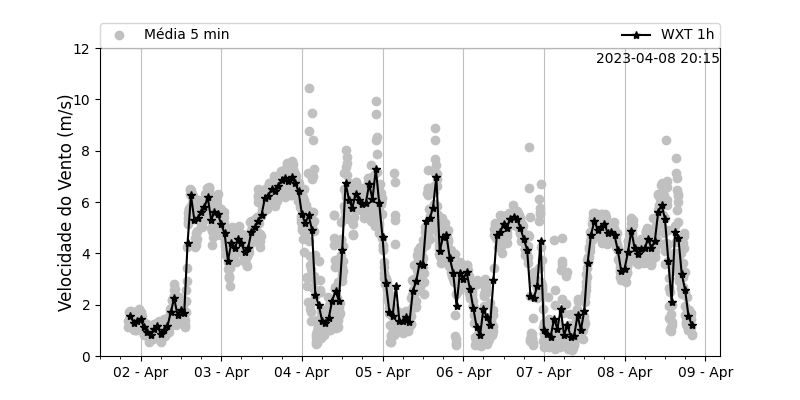 Média 5 min
WXT 1h
2023-04-08 20:15
Velocidade do Vento (m/s)
12
10
8
6
4
2
0
02 - Apr
03 - Apr
04 - Apr
05 - Apr
06 - Apr
07 - Apr
08 - Apr
09 - Apr